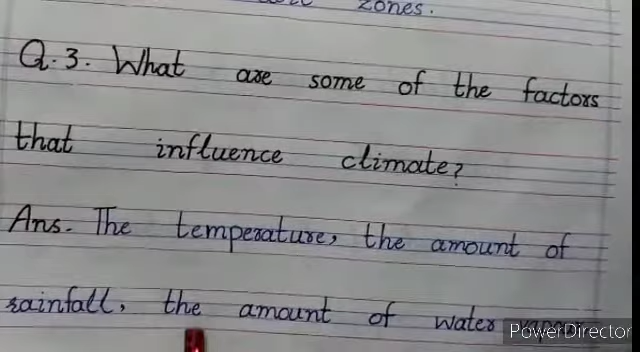 zones.
Q.3. What are some of the factors
that influence climate?
Ans. The temperature, the amount of
rainfall, the amount of water vapour
PowerDirector